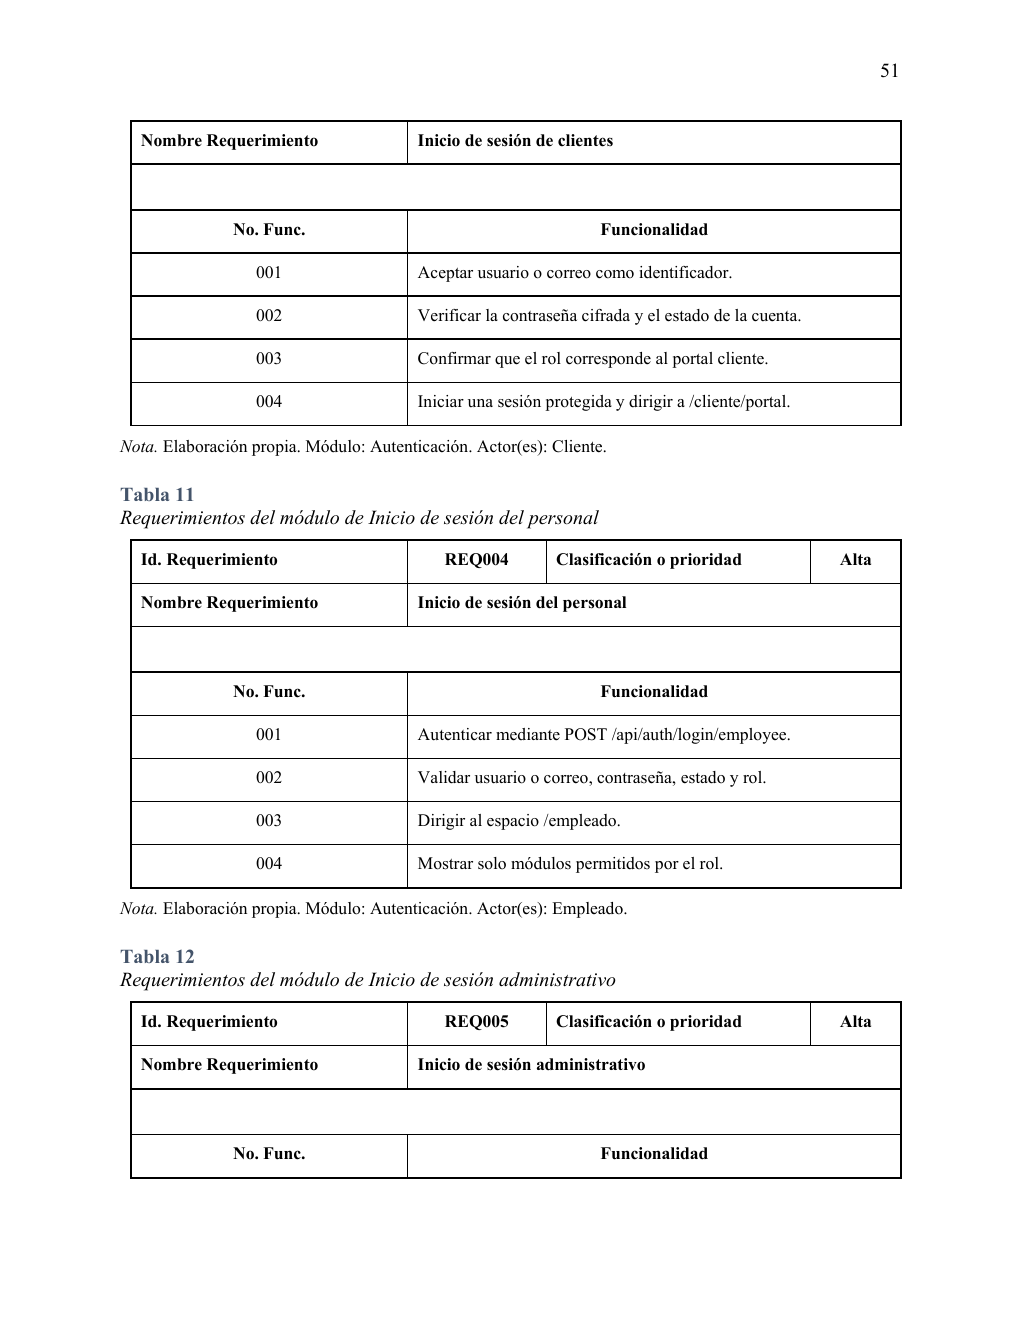 51
Nombre Requerimiento Inicio de sesión de clientes
No. Func. Funcionalidad
001 Aceptar usuario o correo como identificador.
002 Verificar la contraseña cifrada y el estado de la cuenta.
003 Confirmar que el rol corresponde al portal cliente.
004 Iniciar una sesión protegida y dirigir a /cliente/portal.
Nota. Elaboración propia. Módulo: Autenticación. Actor(es): Cliente.
Tabla 11
Requerimientos del módulo de Inicio de sesión del personal
Id. Requerimiento REQ004 Clasificación o prioridad Alta
Nombre Requerimiento Inicio de sesión del personal
No. Func. Funcionalidad
001 Autenticar mediante POST /api/auth/login/employee.
002 Validar usuario o correo, contraseña, estado y rol.
003 Dirigir al espacio /empleado.
004 Mostrar solo módulos permitidos por el rol.
Nota. Elaboración propia. Módulo: Autenticación. Actor(es): Empleado.
Tabla 12
Requerimientos del módulo de Inicio de sesión administrativo
Id. Requerimiento REQ005 Clasificación o prioridad Alta
Nombre Requerimiento Inicio de sesión administrativo
No. Func. Funcionalidad